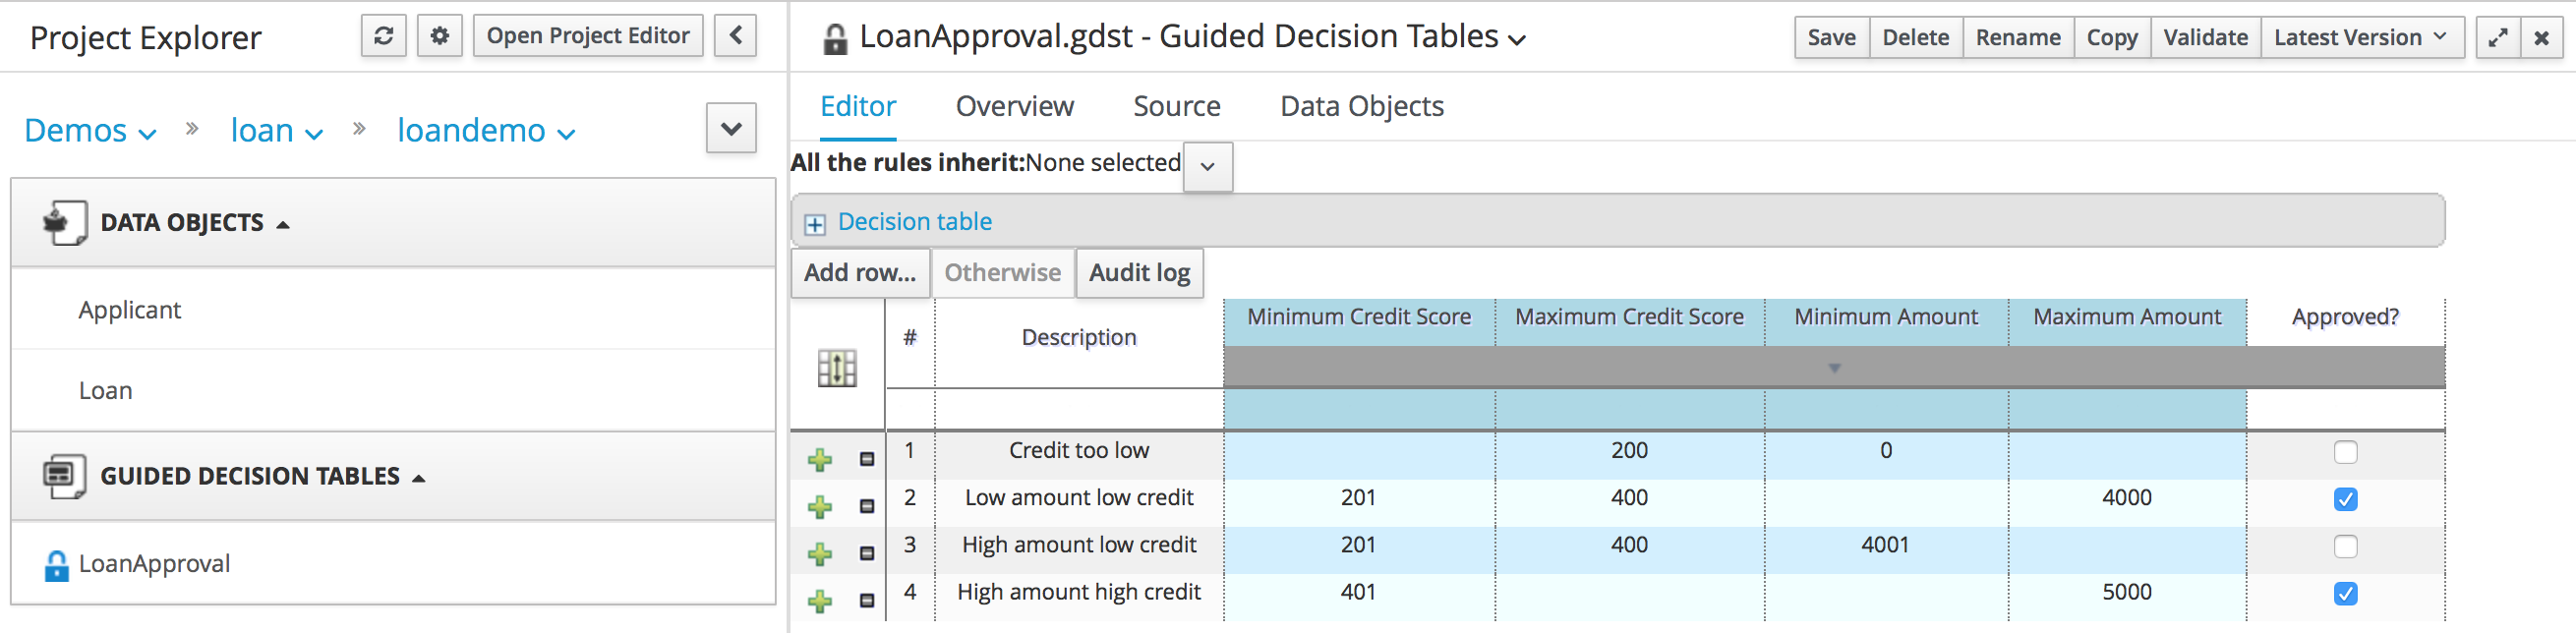 Project Explorer
Open Project Editor
Demos » loan » loandemo
DATA OBJECTS
Applicant
Loan
GUIDED DECISION TABLES
LoanApproval
LoanApproval.gdst - Guided Decision Tables
Save Delete Rename Copy Validate Latest Version
Editor Overview Source Data Objects
All the rules inherit:None selected
Decision table
Add row... Otherwise Audit log
# Description Minimum Credit Score Maximum Credit Score Minimum Amount Maximum Amount Approved?
1 Credit too low 200 0
2 Low amount low credit 201 400 4000
3 High amount low credit 201 400 4001
4 High amount high credit 401 5000